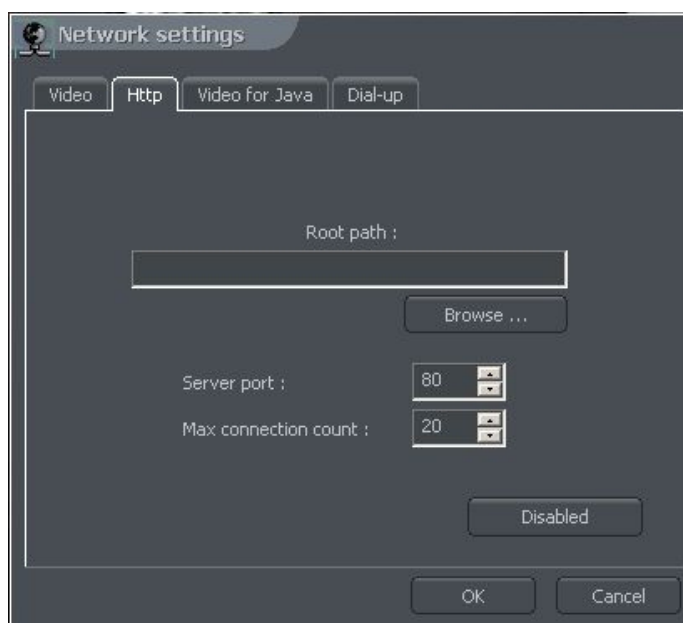 Network settings
Video Http Video for Java Dial-up
Root path :
Browse ...
Server port : 80
Max connection count : 20
Disabled
OK Cancel